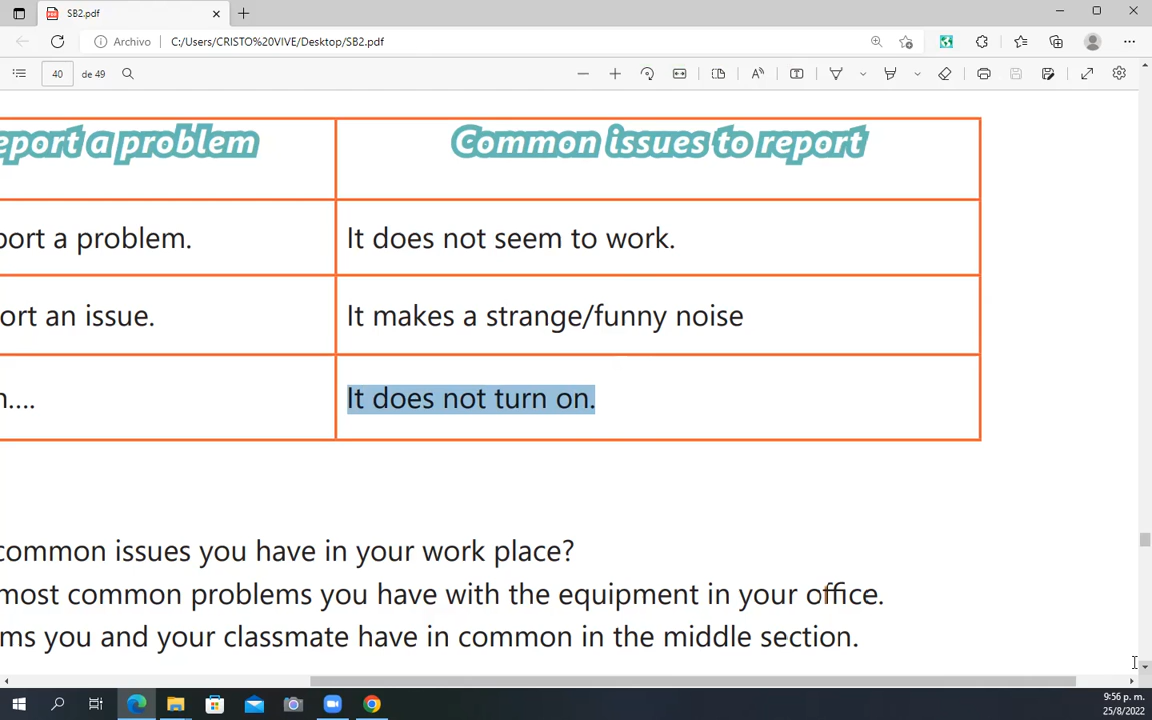 SB2.pdf
Archivo
C:/Users/CRISTO%20VIVE/Desktop/SB2.pdf
40
de 49
eport a problem
Common issues to report
port a problem.
It does not seem to work.
ort an issue.
It makes a strange/funny noise
n....
It does not turn on.
common issues you have in your work place?
most common problems you have with the equipment in your office.
ms you and your classmate have in common in the middle section.
9:56 p. m.
25/8/2022